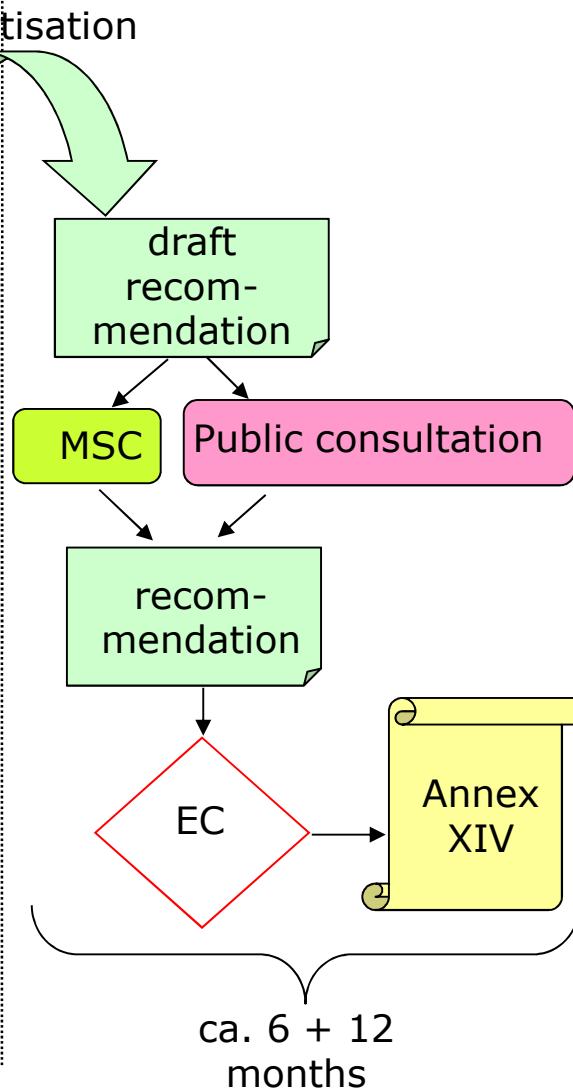 tisation
draft
recom-
mendation
MSC
Public consultation
recom-
mendation
EC
Annex
XIV
ca. 6 + 12
months